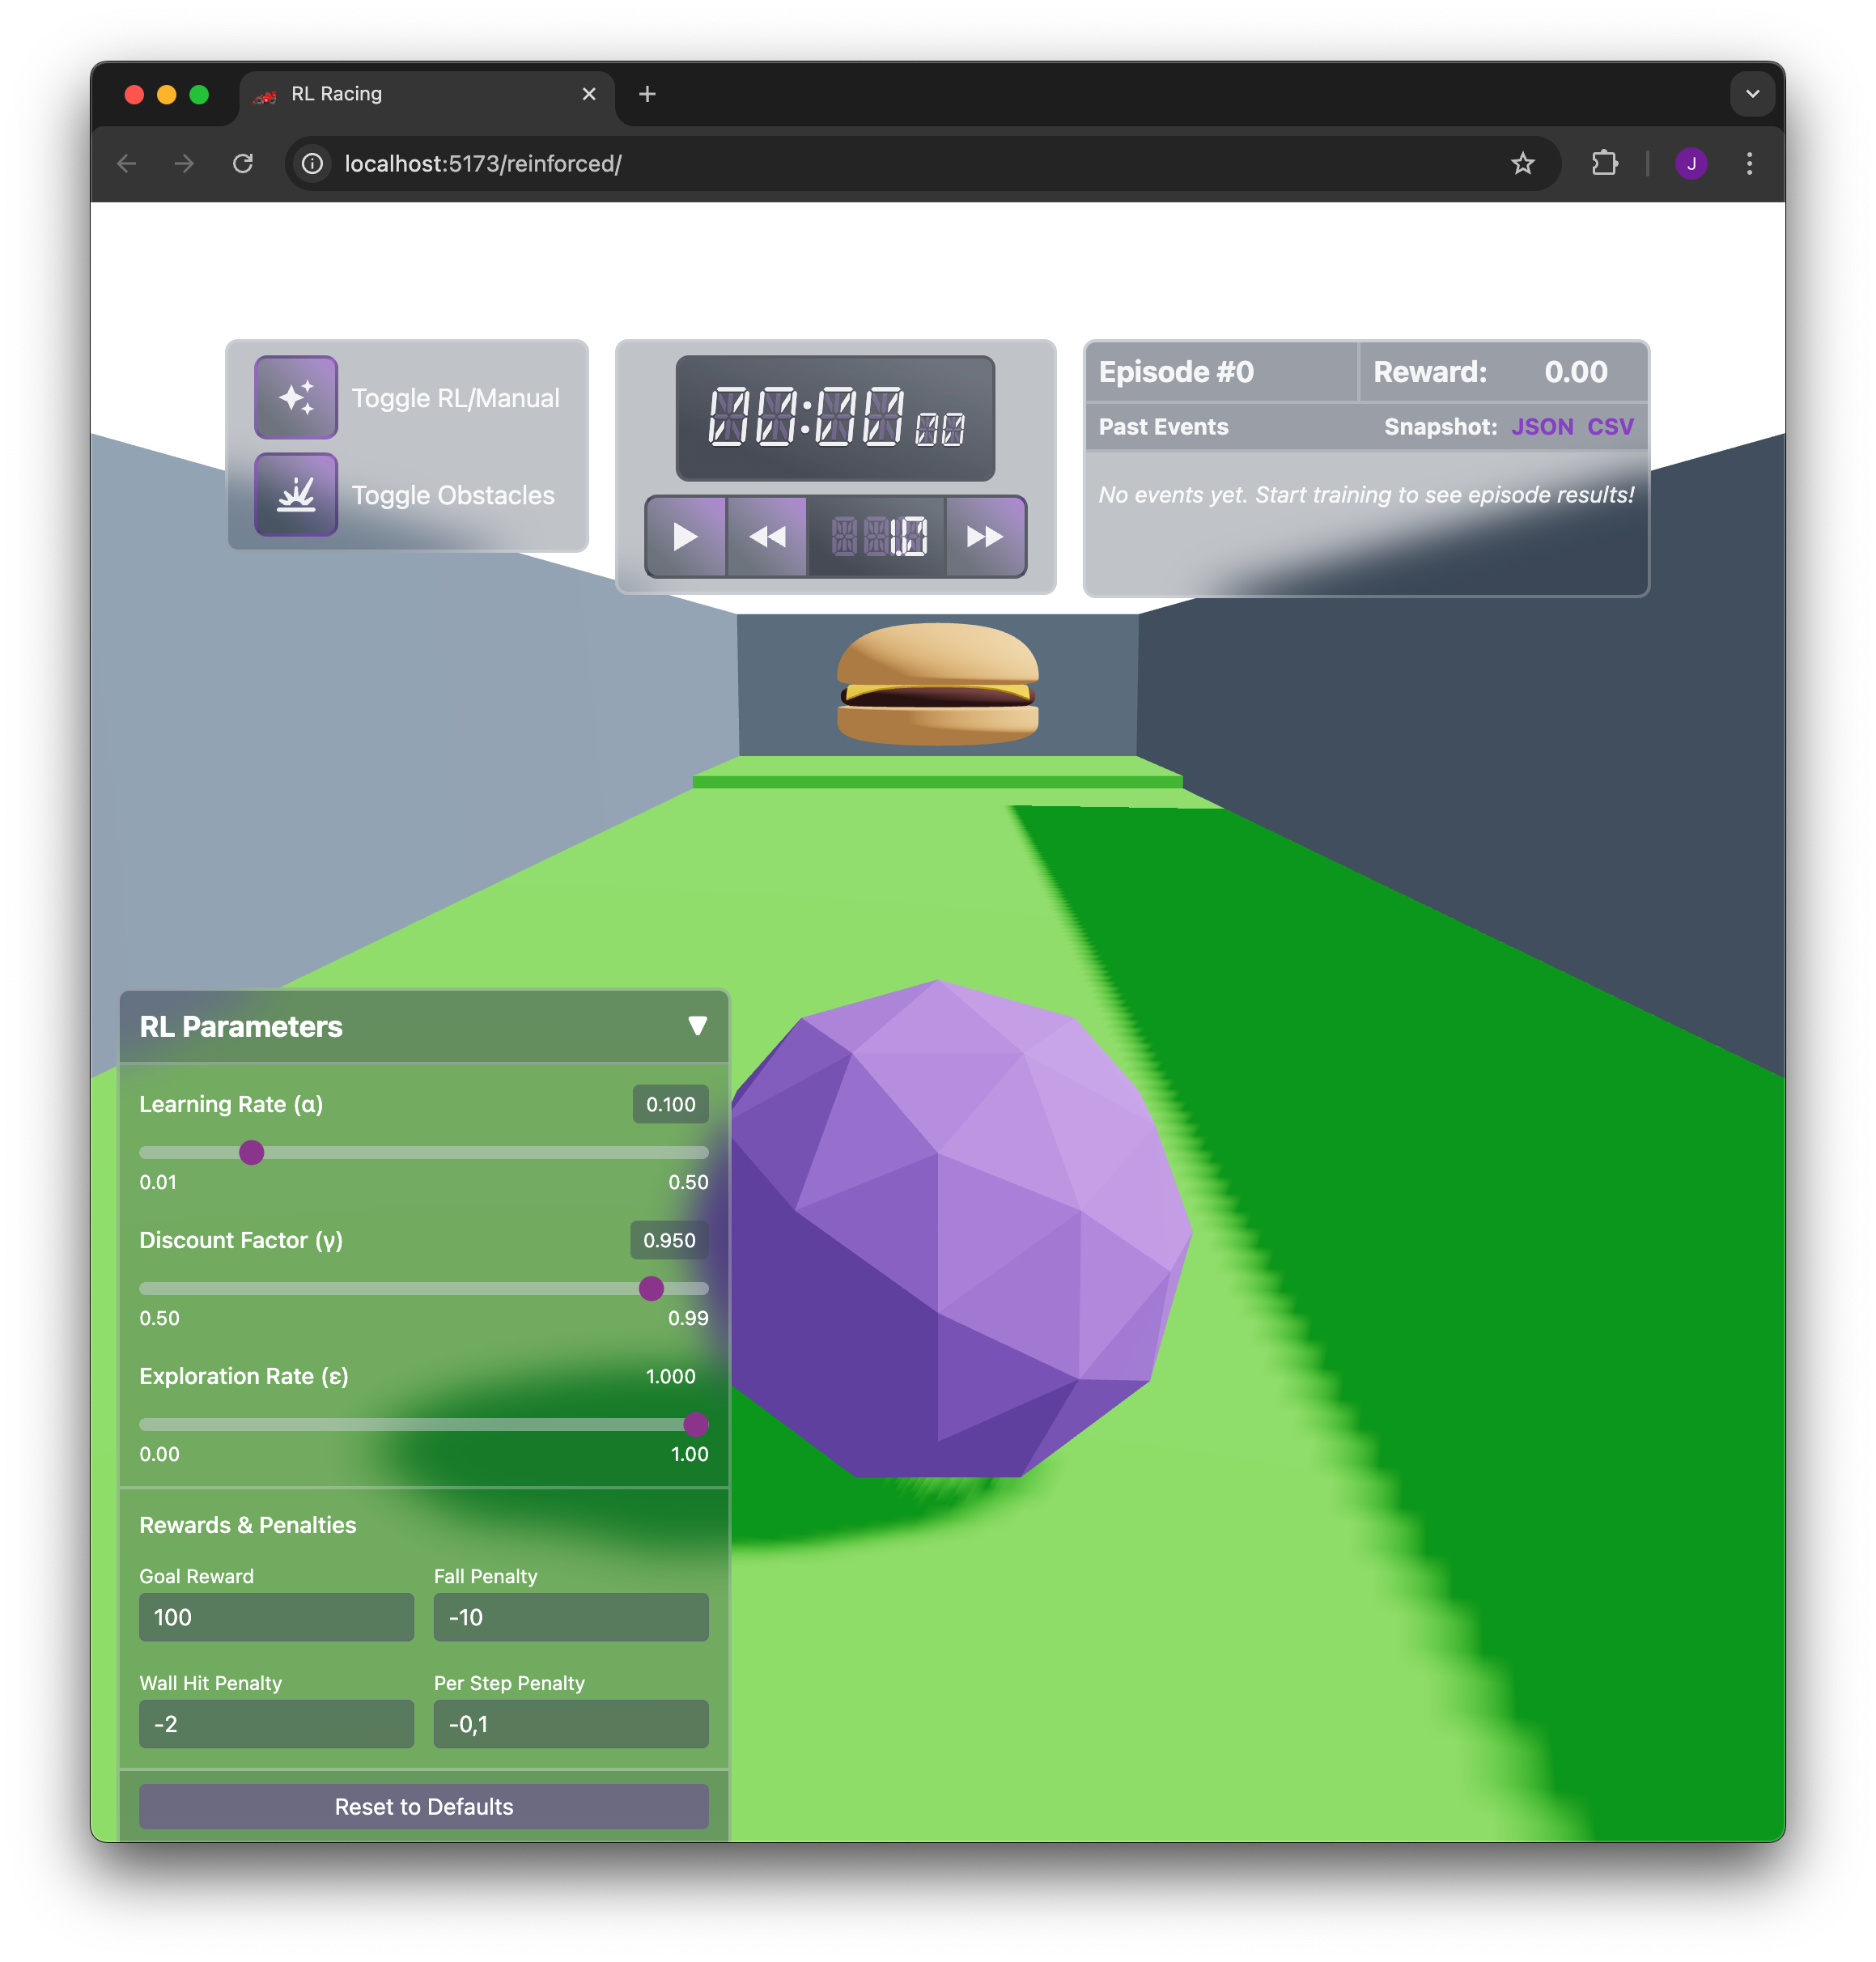 RL Racing
localhost:5173/reinforced/
J
Toggle RL/Manual
Toggle Obstacles
00:00 00
1.0
Episode #0
Reward: 0.00
Past Events
Snapshot: JSON CSV
No events yet. Start training to see episode results!
RL Parameters
Learning Rate (α) 0.100
0.01 0.50
Discount Factor (γ) 0.950
0.50 0.99
Exploration Rate (ε) 1.000
0.00 1.00
Rewards & Penalties
Goal Reward Fall Penalty
100 -10
Wall Hit Penalty Per Step Penalty
-2 -0,1
Reset to Defaults